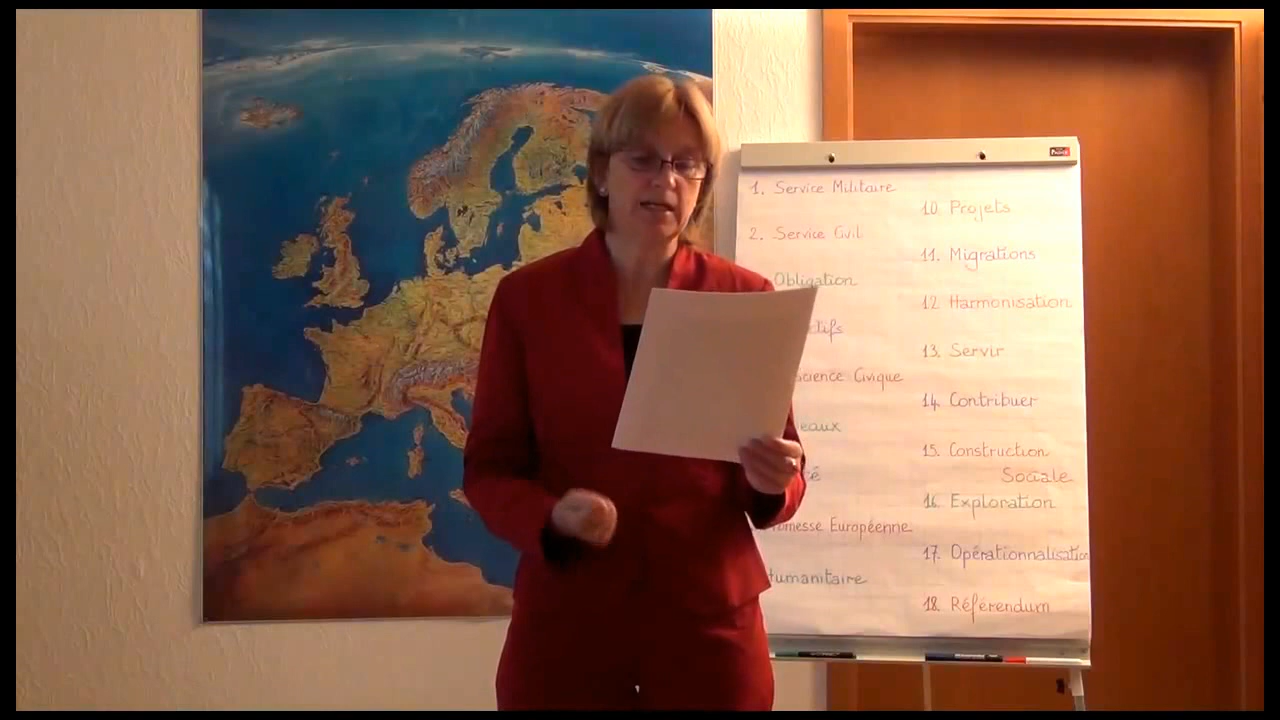 1. Service Militaire
2. Service Civil
Obligation
Civique
Européenne
Humanitaire
10 Projets
11. Migrations
12 Harmonisation
13. Servir
14. Contribuer
15. Construction
Sociale
16. Exploration
17. Opérationnalisation
18. Référendum